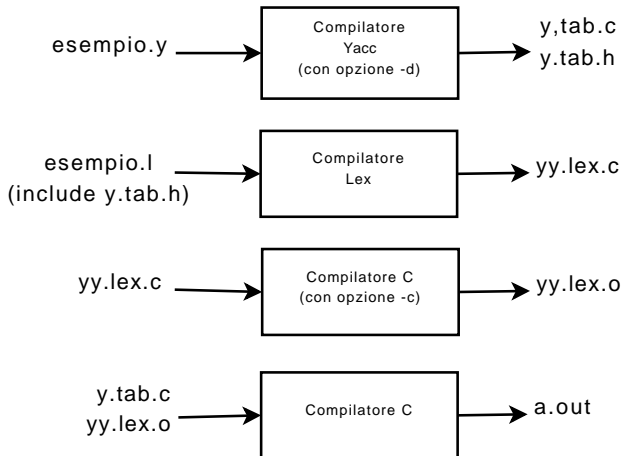 esempio.y
Compilatore
Yacc
(con opzione -d)
y,tab.c
y.tab.h
esempio.l
(include y.tab.h)
Compilatore
Lex
yy.lex.c
yy.lex.c
Compilatore C
(con opzione -c)
yy.lex.o
y.tab.c
yy.lex.o
Compilatore C
a.out